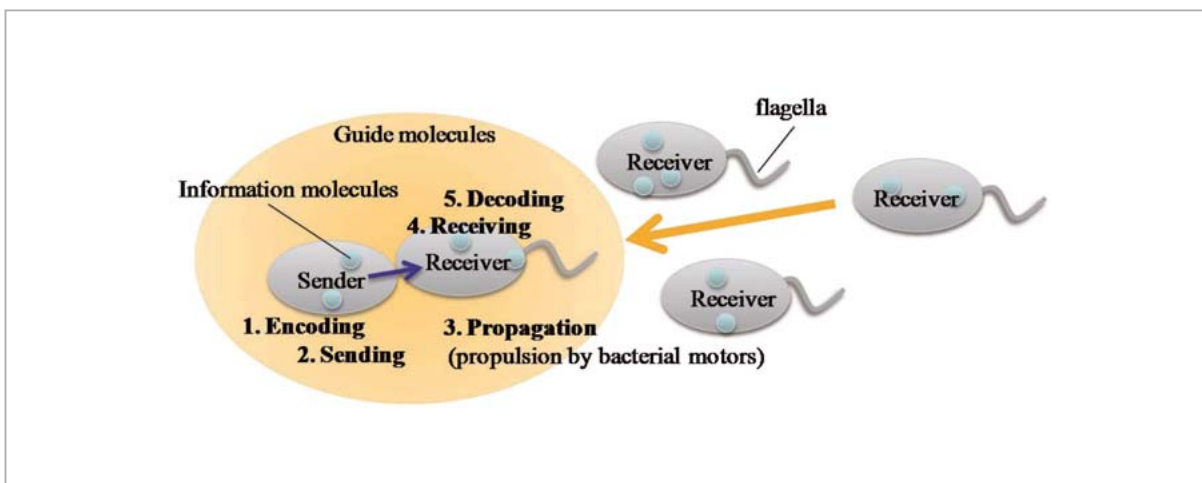 flagella
Guide molecules
Receiver
Information molecules
Receiver
5. Decoding
4. Receiving
Receiver
Sender
Receiver
1. Encoding
3. Propagation
2. Sending
(propulsion by bacterial motors)